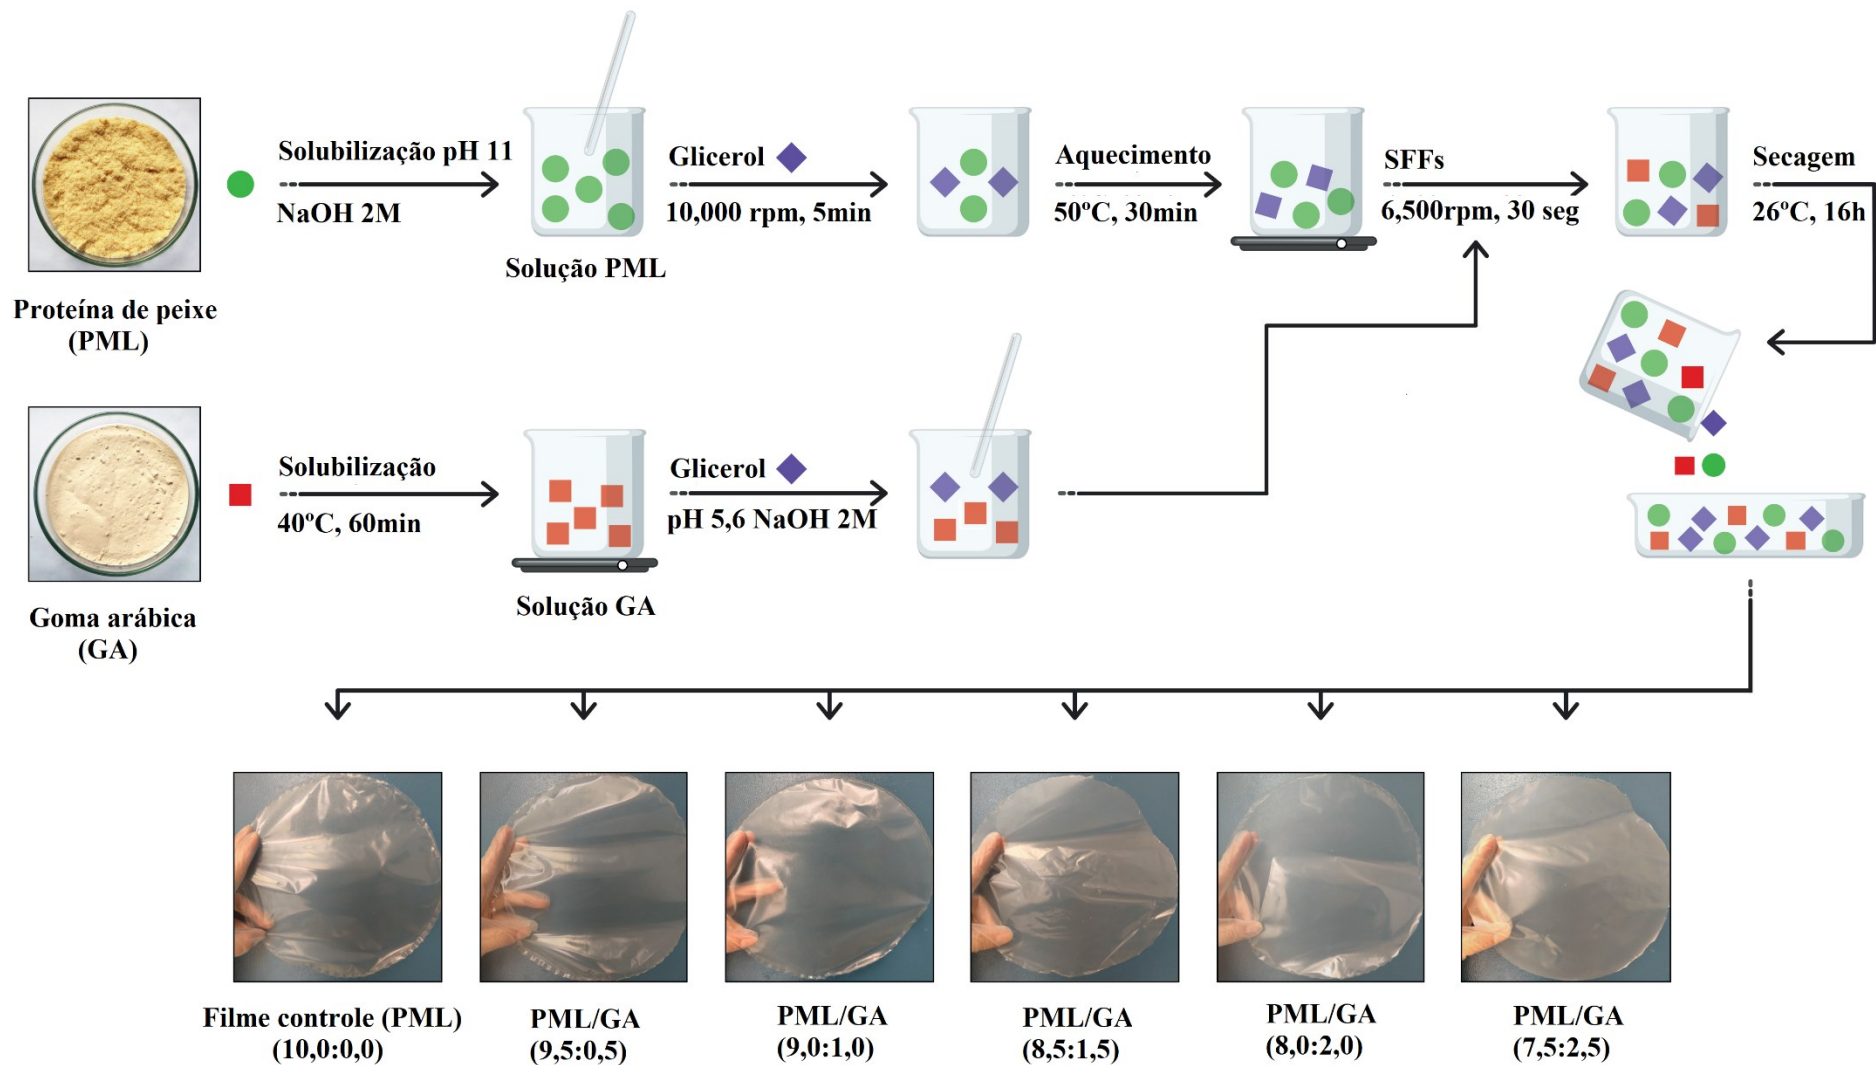 Solubilização pH 11
NaOH 2M
Glicerol
10,000 rpm, 5min
Aquecimento
50ºC, 30min
SFFs
6,500rpm, 30 seg
Secagem
26ºC, 16h
Solução PML
Proteína de peixe
(PML)
Solubilização
40ºC, 60min
Glicerol
pH 5,6 NaOH 2M
Solução GA
Goma arábica
(GA)
Filme controle (PML)
(10,0:0,0)
PML/GA
(9,5:0,5)
PML/GA
(9,0:1,0)
PML/GA
(8,5:1,5)
PML/GA
(8,0:2,0)
PML/GA
(7,5:2,5)